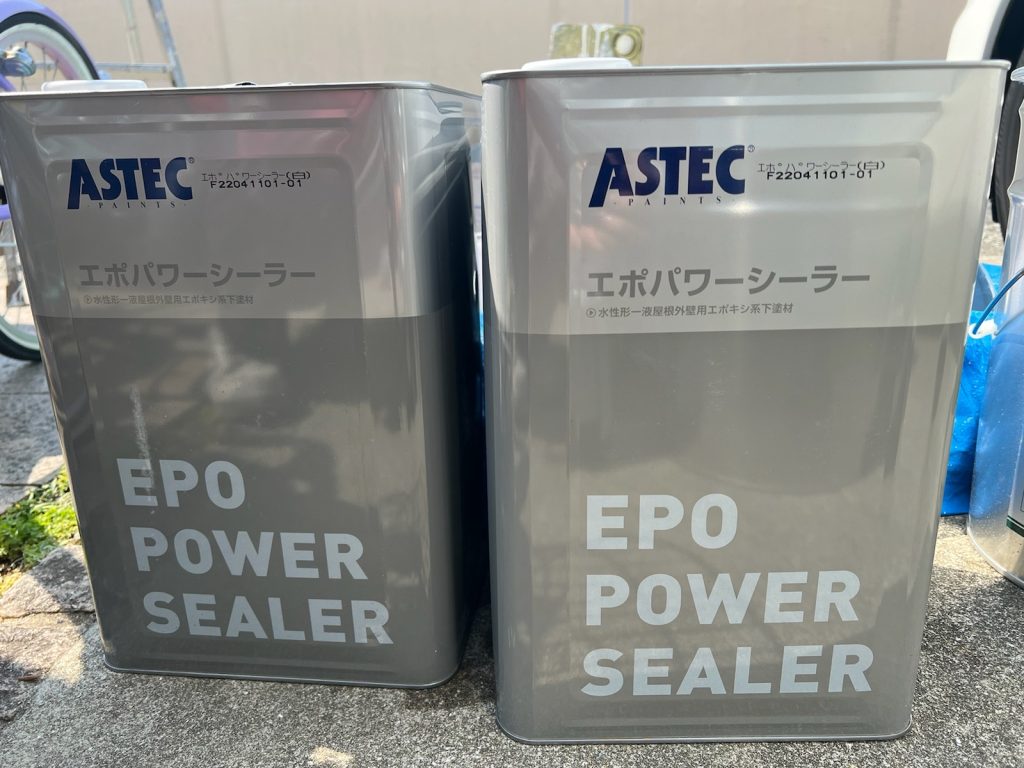 ASTEC®
-PAINTS-
エポパワーシーラー(白)
F22041101-01
エポパワーシーラー
水性形一液屋根外壁用エポキシ系下塗材
EPO
POWER
SEALER
ASTEC®
-PAINTS-
エポパワーシーラー(白)
F22041101-01
エポパワーシーラー
水性形一液屋根外壁用エポキシ系下塗材
EPO
POWER
SEALER